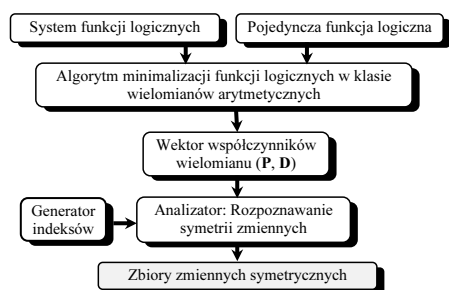 System funkcji logicznych
Pojedyncza funkcja logiczna
Algorytm minimalizacji funkcji logicznych w klasie
wielomianów arytmetycznych
Wektor współczynników
wielomianu (P, D)
Generator
indeksów
Analizator: Rozpoznawanie
symetrii zmiennych
Zbiory zmiennych symetrycznych